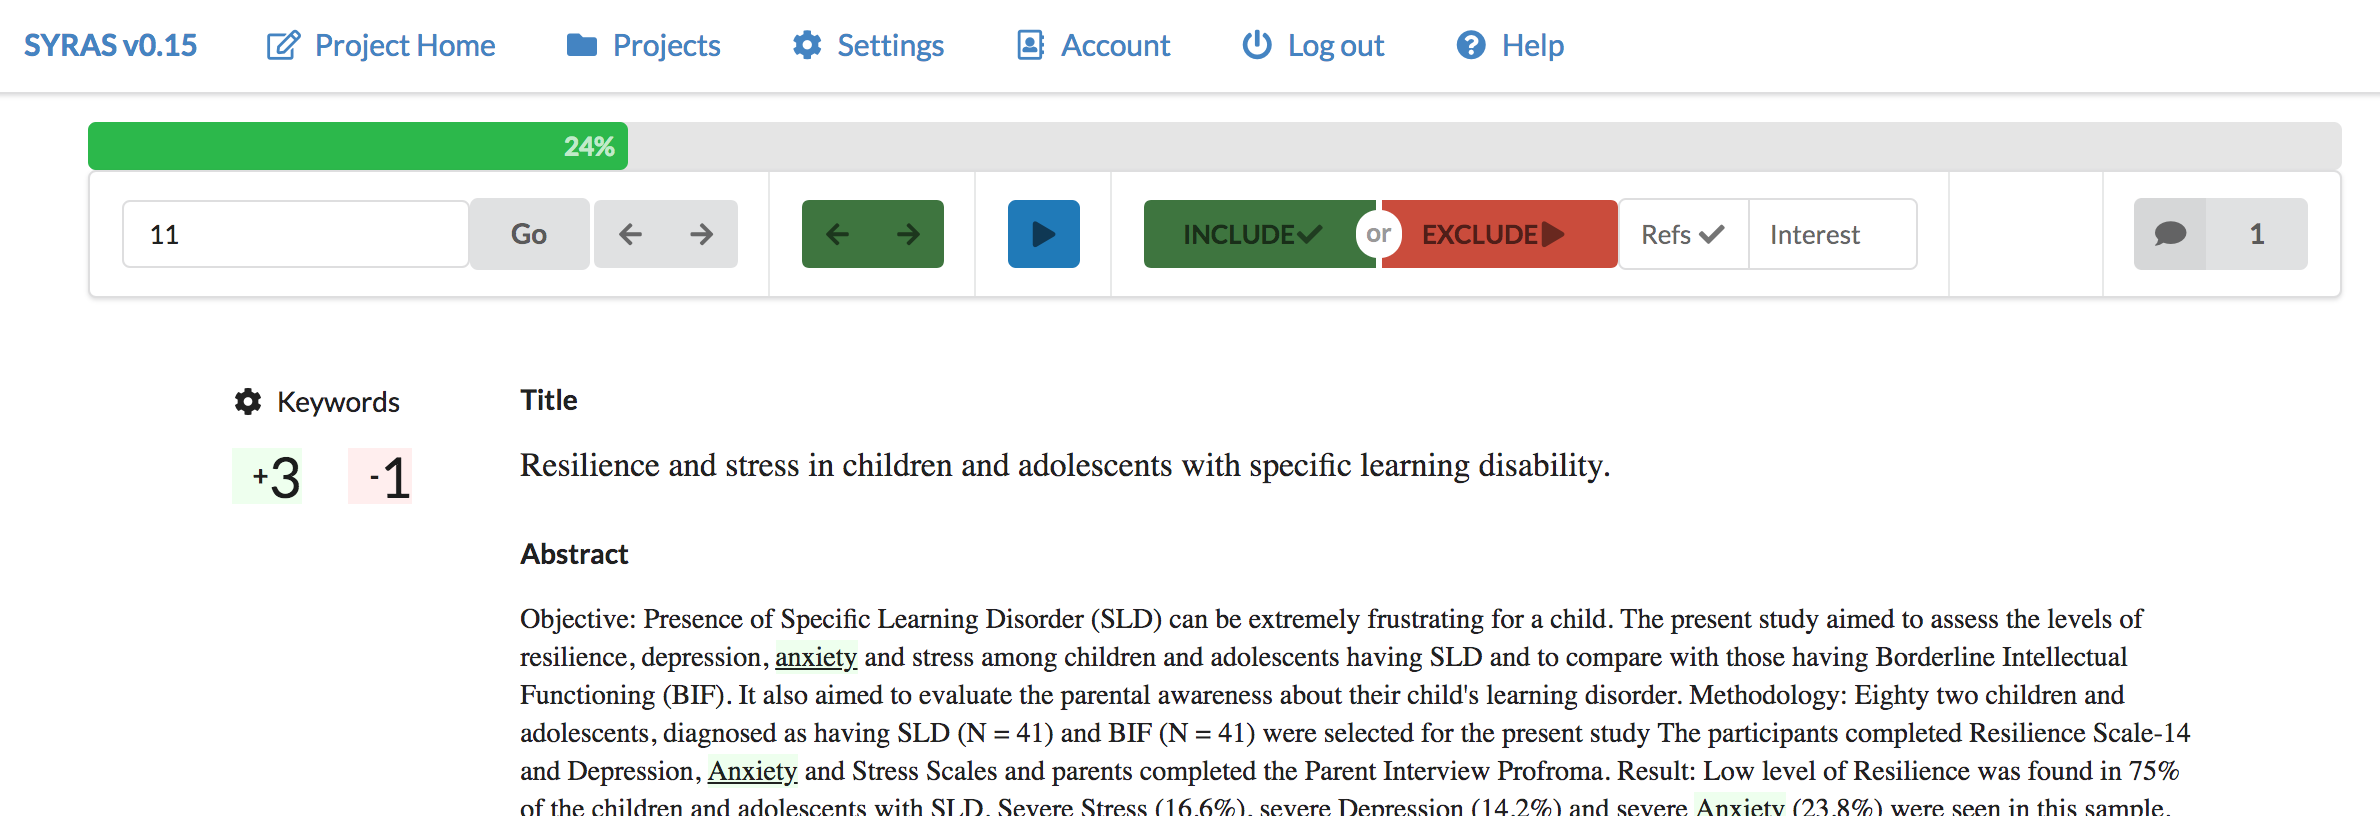 SYRAS v0.15 Project Home Projects Settings Account Log out Help
24%
11 Go INCLUDE or EXCLUDE Refs Interest 1
Keywords
+3 -1
Title
Resilience and stress in children and adolescents with specific learning disability.
Abstract
Objective: Presence of Specific Learning Disorder (SLD) can be extremely frustrating for a child. The present study aimed to assess the levels of
resilience, depression, anxiety and stress among children and adolescents having SLD and to compare with those having Borderline Intellectual
Functioning (BIF). It also aimed to evaluate the parental awareness about their child's learning disorder. Methodology: Eighty two children and
adolescents, diagnosed as having SLD (N = 41) and BIF (N = 41) were selected for the present study The participants completed Resilience Scale-14
and Depression, Anxiety and Stress Scales and parents completed the Parent Interview Profroma. Result: Low level of Resilience was found in 75%
of the children and adolescents with SLD. Severe Stress (16.6%), severe Depression (14.2%) and severe Anxiety (23.8%) were seen in this sample.